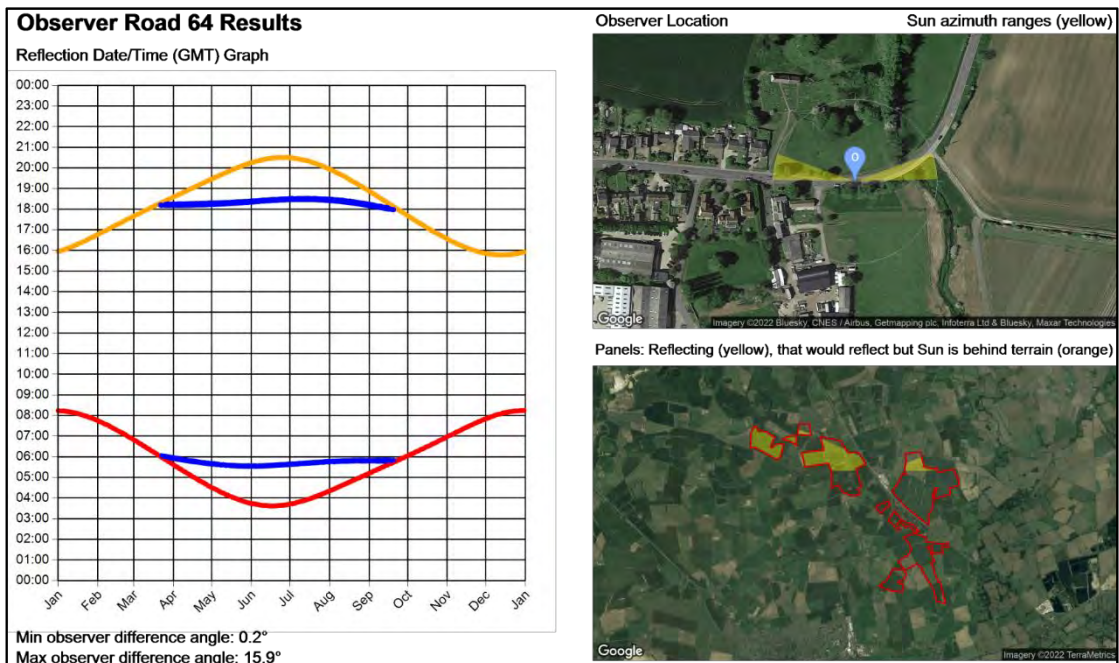 Observer Road 64 Results
Reflection Date/Time (GMT) Graph
00:00
23:00
22:00
21:00
20:00
19:00
18:00
17:00
16:00
15:00
14:00
13:00
12:00
11:00
10:00
09:00
08:00
07:00
06:00
05:00
04:00
03:00
02:00
01:00
00:00
Jan Feb Mar Apr May Jun Jul Aug Sep Oct Nov Dec Jan
Min observer difference angle: 0.2°
Max observer difference angle: 15.9°
Observer Location Sun azimuth ranges (yellow)
0
Google
Imagery ©2022 Bluesky, CNES / Airbus, Getmapping plc, Infoterra Ltd & Bluesky, Maxar Technologies
Panels: Reflecting (yellow), that would reflect but Sun is behind terrain (orange)
Google
Imagery ©2022 TerraMetrics